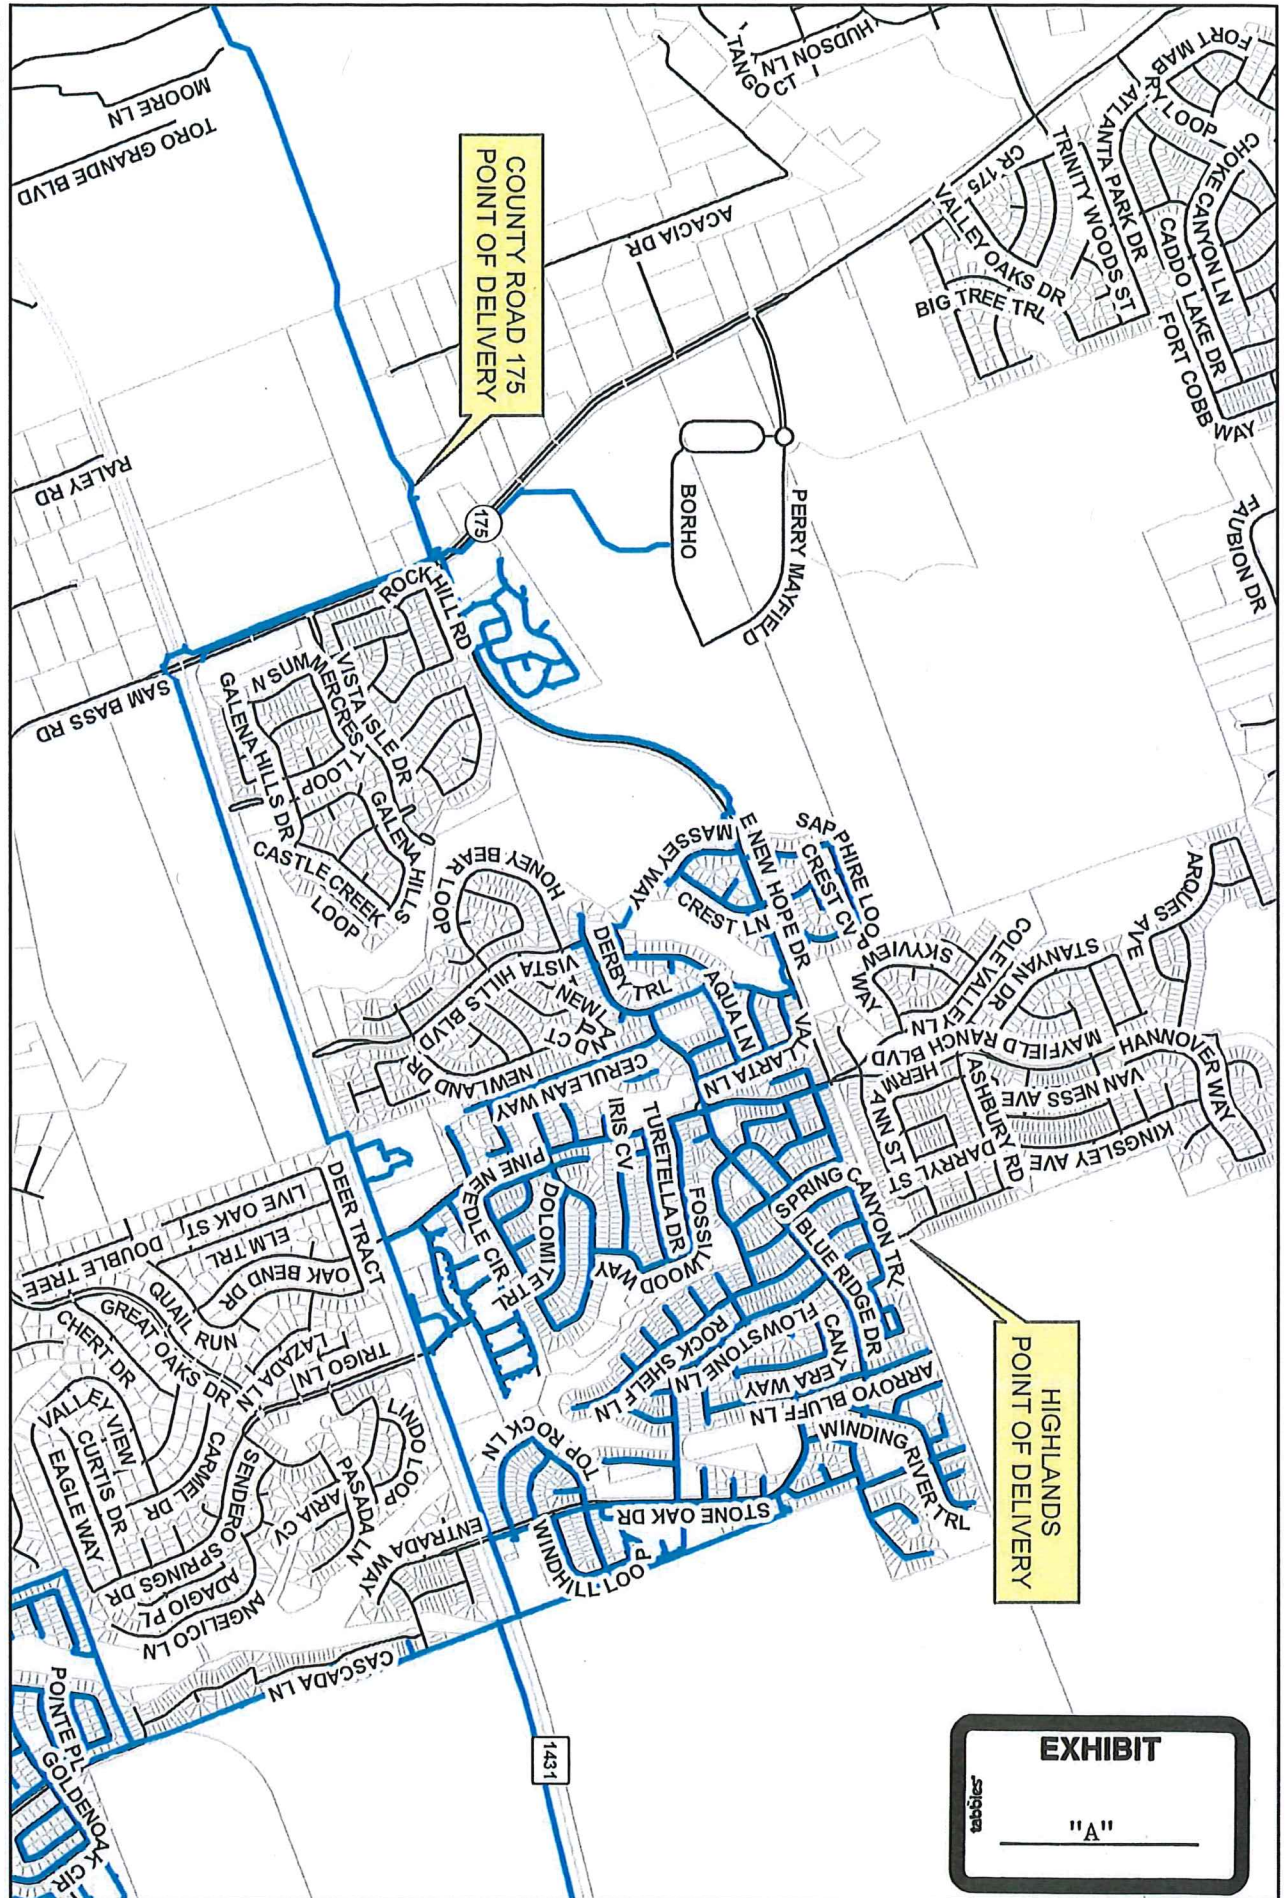 MOORE LN
TORO GRANDE BLVD
TANGO CT
HUDSON LN
FORT MABRY LOOP
ATLANTA PARK DR
CHOKE CANYON LN
CADDO LAKE DR
TRINITY WOODS ST
FORT COBB WAY
CR 175
VALLEY OAKS DR
BIG TREE TRL
ACACIA DR
COUNTY ROAD 175
POINT OF DELIVERY
RALEY RD
175
BORHO
PERRY MAYFIELD
FAUBION DR
ROCK HILL RD
SAM BASS RD
N SUMMERCREST LOOP
VISTA ISLE DR
GALENA HILLS DR
GALENA HILLS
LOOP
CASTLE CREEK
HONEY BEAR LOOP
MASSEY WAY
E NEW HOPE DR
SAPPHIRE LOO
CREST CV
CREST LN
SKYVIEW WAY
COLE VALLEY LN
STANYAN DR
ARQUES AVE
MAYFIELD RANCH BLVD
HANNOVER WAY
VAN NESS AVE
KINGSLEY AVE
ASHBURY RD
DARRYL ST
HERMANN ST
DERBY TRL
AQUA LN
VALLARTA LN
VISTA HILLS BLVD
NEWLAND CT
NEWLAND DR
CERULEAN WAY
IRIS CV
TURETELLA DR
PINE NEEDLE CIR
DOLOMITE TRL
FOSSILWOOD WAY
SPRING CANYON TRL
BLUE RIDGE DR
CANTERA WAY
FLOWSTONE LN
ROCK SHELF LN
BLUFF LN
ARROYO
WINDING RIVER TRL
HIGHLANDS
POINT OF DELIVERY
DEER TRACT
LIVE OAK ST
DOUBLE TREE
ELM TRL
OAK BEND DR
QUAIL RUN
GREAT OAKS DR
CHERT DR
LAZADA LN
TRIGO LN
VALLEY VIEW
CURTIS DR
EAGLE WAY
CARMEL DR
SENDERO SPRINGS DR
LINDO LOOP
PASADA LN
ARIA CV
ADAGIO PL
ANGELICO LN
ENTRADA WAY
TOP ROCK LN
STONE OAK DR
WINDHILL LOOP
CASCADA LN
POINTE PL
GOLDENOAK CIR
1431
EXHIBIT
"A"
tabbies'